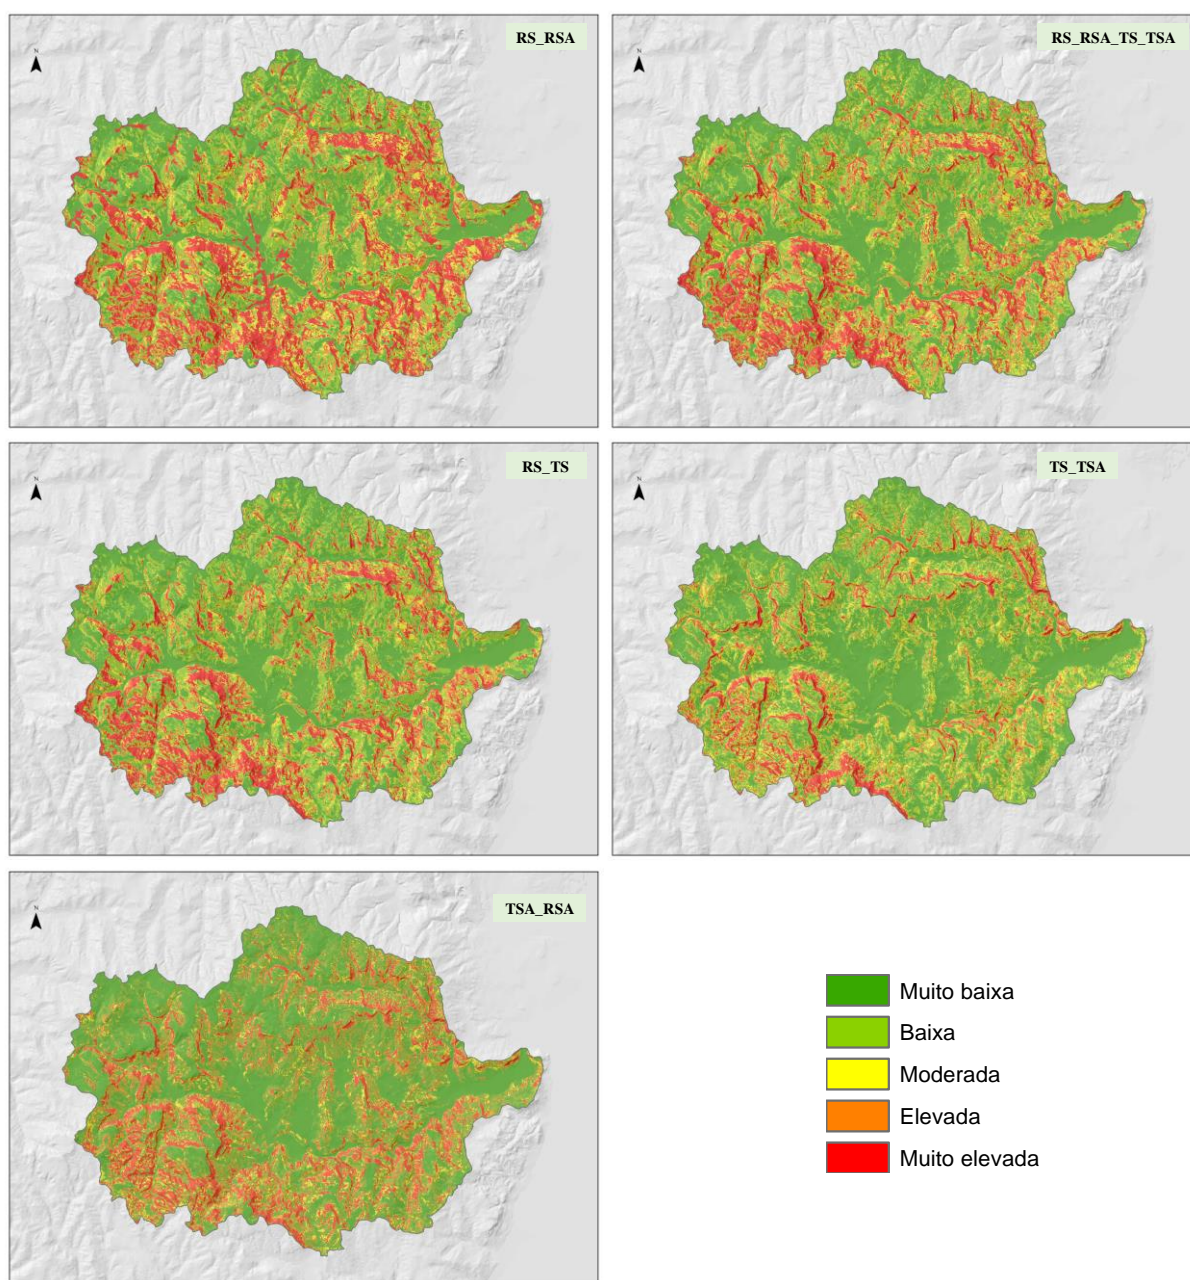 RS_RSA
RS_RSA_TS_TSA
N
N
RS_TS
TS_TSA
N
N
TSA_RSA
N
Muito baixa
Baixa
Moderada
Elevada
Muito elevada